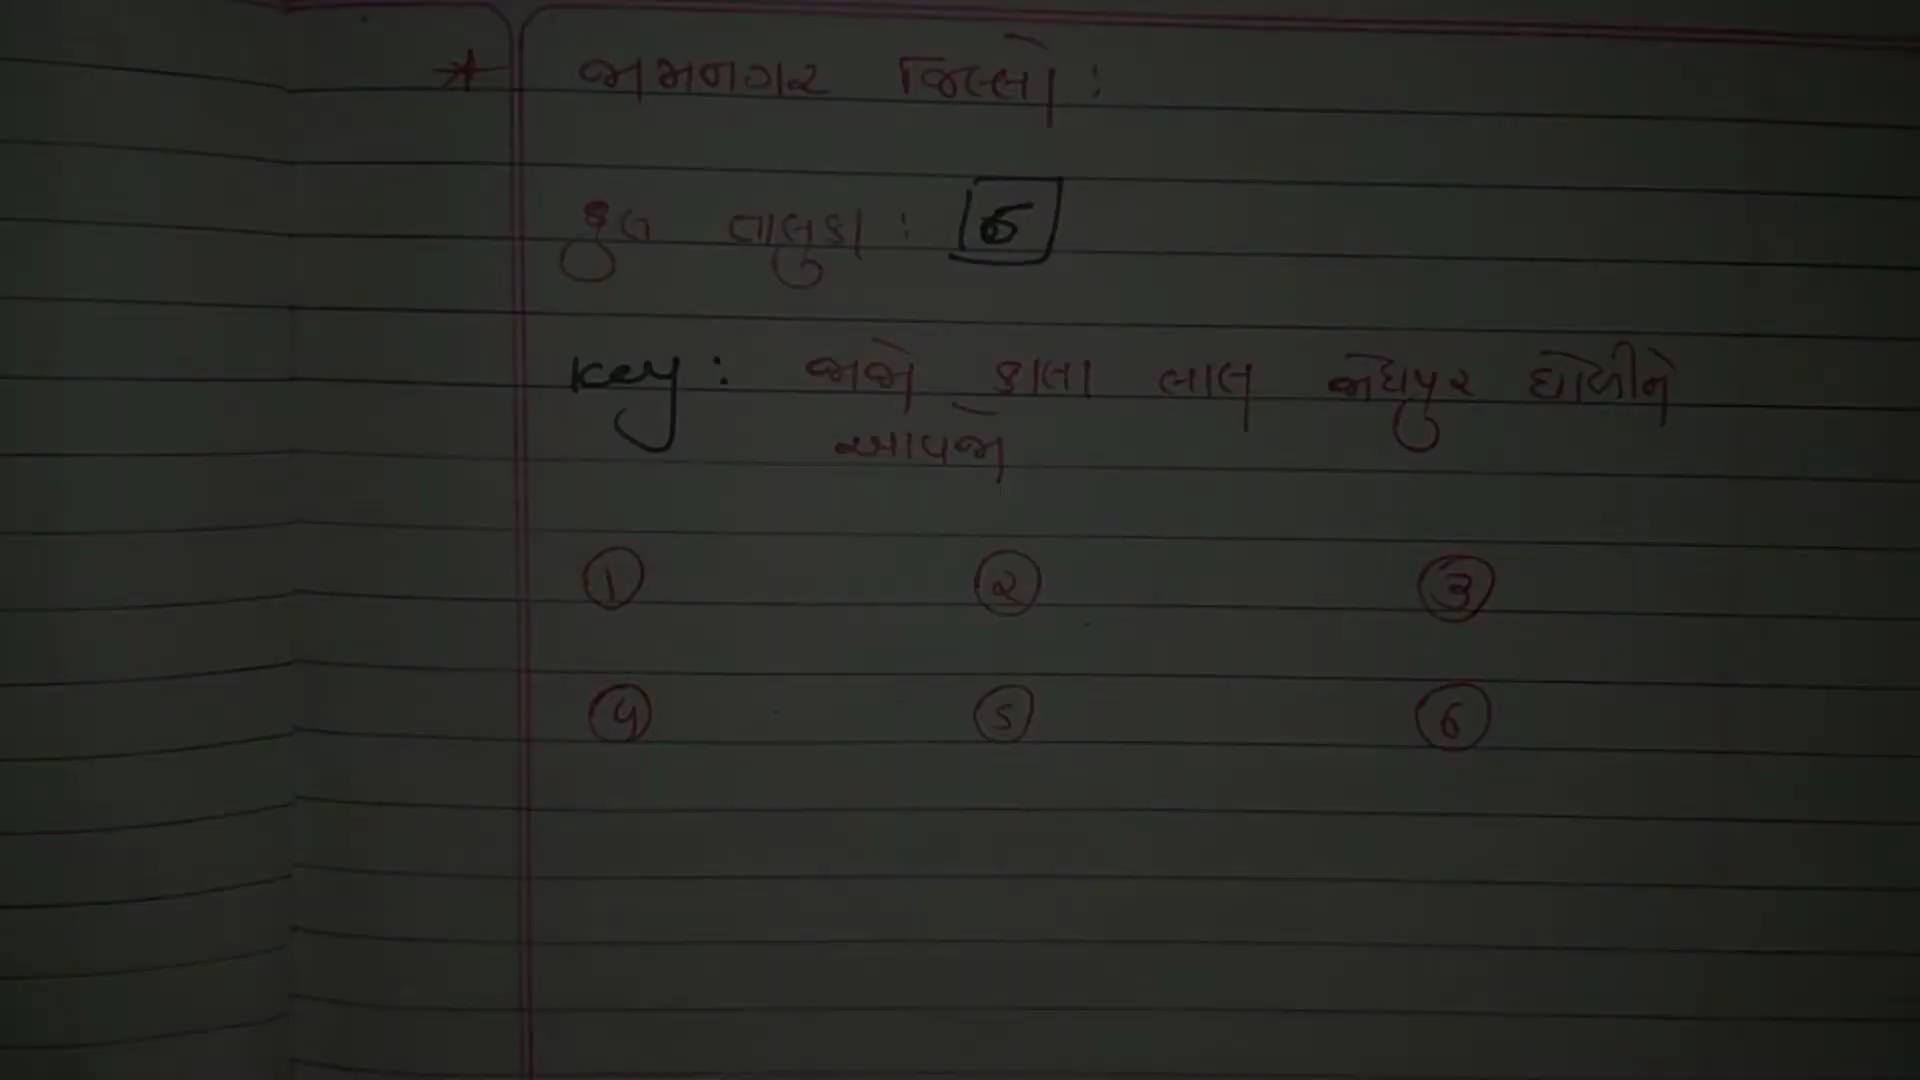 * જામનગર જિલ્લો :
કુલ તાલુકા : 6
Key : જાજો કાલા લાલ જોધપુર ધ્રોળીને
આપજો
① ② ③
④ ⑤ ⑥